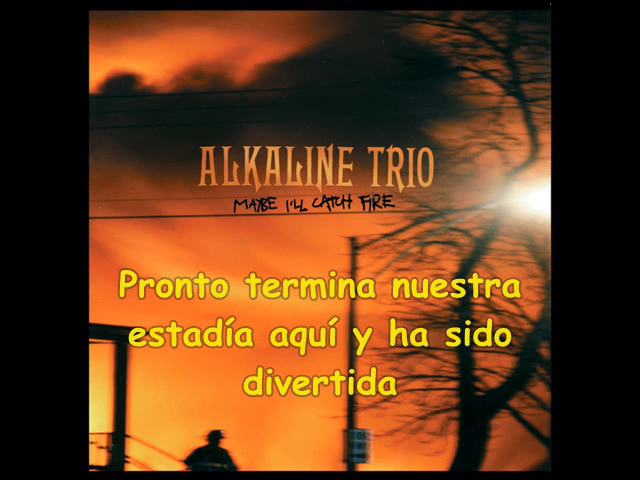 ALKALINE TRIO
MAYBE I'LL CATCH FIRE
Pronto termina nuestra
estadía aquí y ha sido
divertida